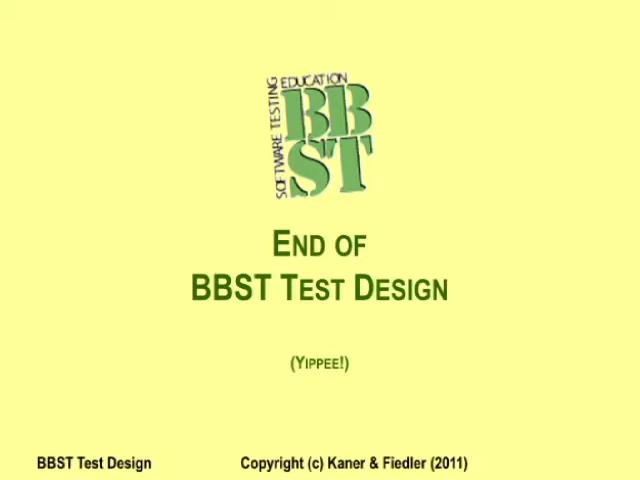 SOFTWARE TESTING
EDUCATION
BB
ST
END OF
BBST TEST DESIGN
(YIPPEE!)
BBST Test Design
Copyright (c) Kaner & Fiedler (2011)